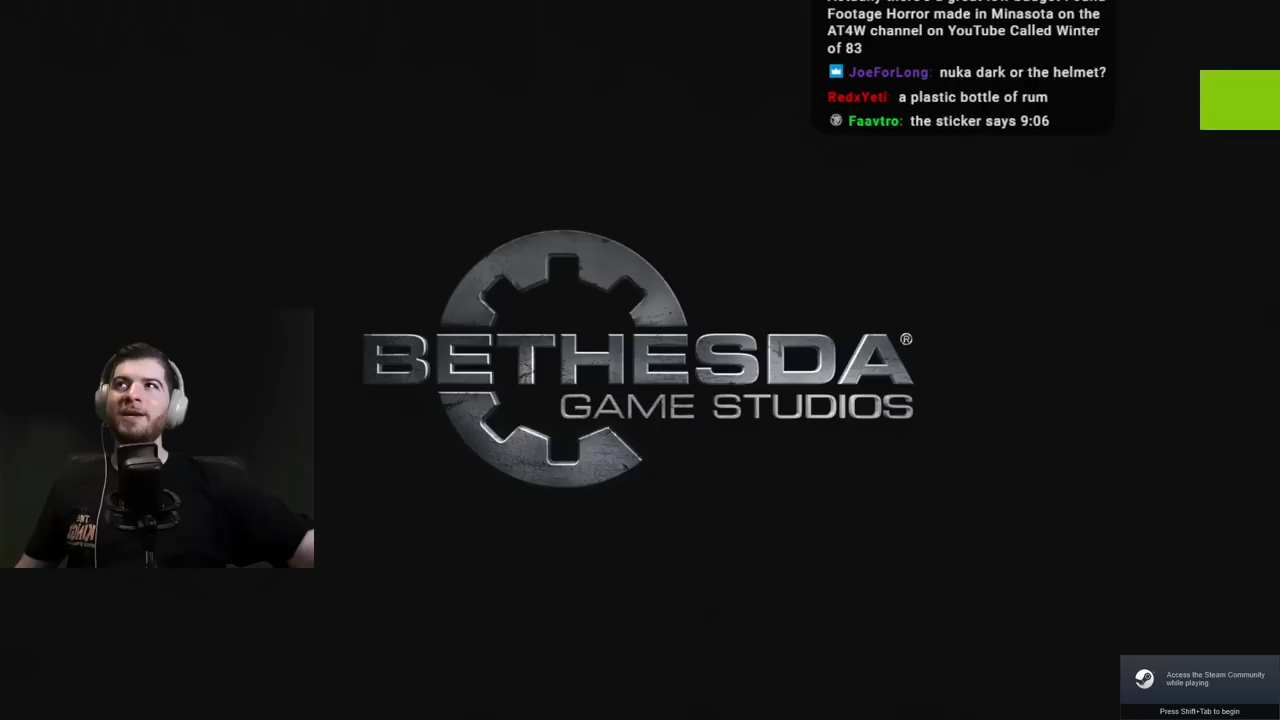 Footage Horror made in Minasota on the
AT4W channel on YouTube Called Winter
of 83
JoeForLong: nuka dark or the helmet?
RedxYeti: a plastic bottle of rum
Faavtro: the sticker says 9:06
BETHESDA®
GAME STUDIOS
THE
KINGS
Access the Steam Community
while playing.
Press Shift+Tab to begin